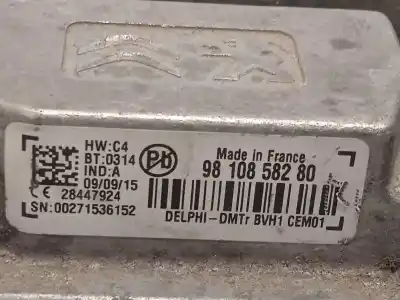 HW:C4
BT:0314
IND:A
09/09/15
28447924
SN:00271536152
Pb
Made in France
98 108 582 80
DELPHI-DMTr BVH1 CEM01
K